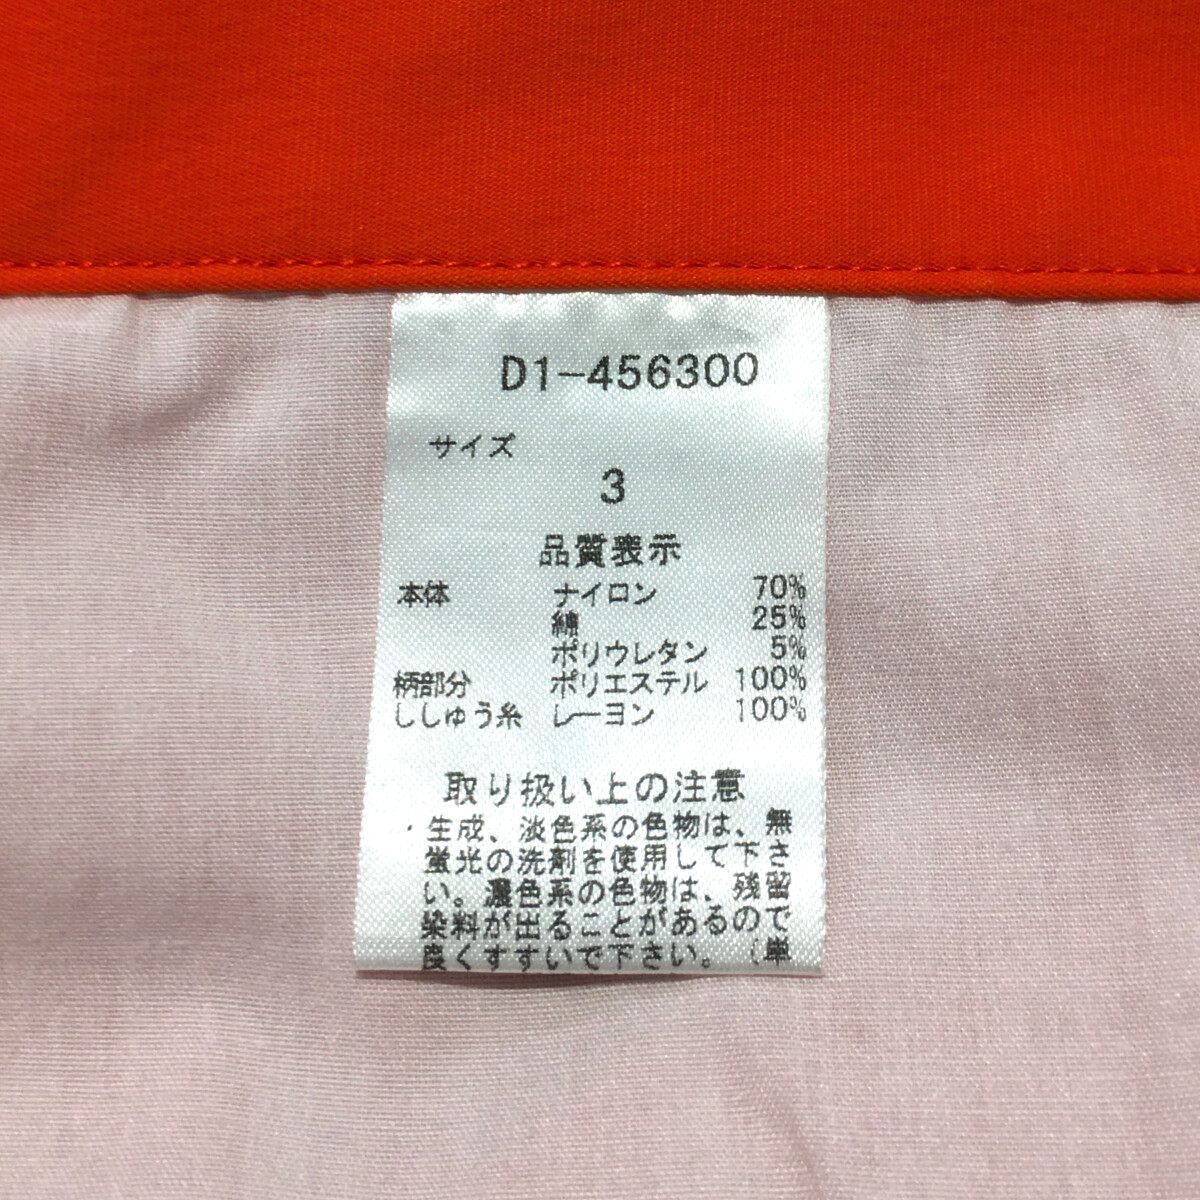 D1-456300
サイズ
3
品質表示
本体 ナイロン 70%
綿 25%
ポリウレタン 5%
柄部分 ポリエステル 100%
ししゅう糸 レーヨン 100%
取り扱い上の注意
・生成、淡色系の色物は、無
蛍光の洗剤を使用して下さ
い。濃色系の色物は、残留
染料が出ることがあるので
良くすすいで下さい。（単